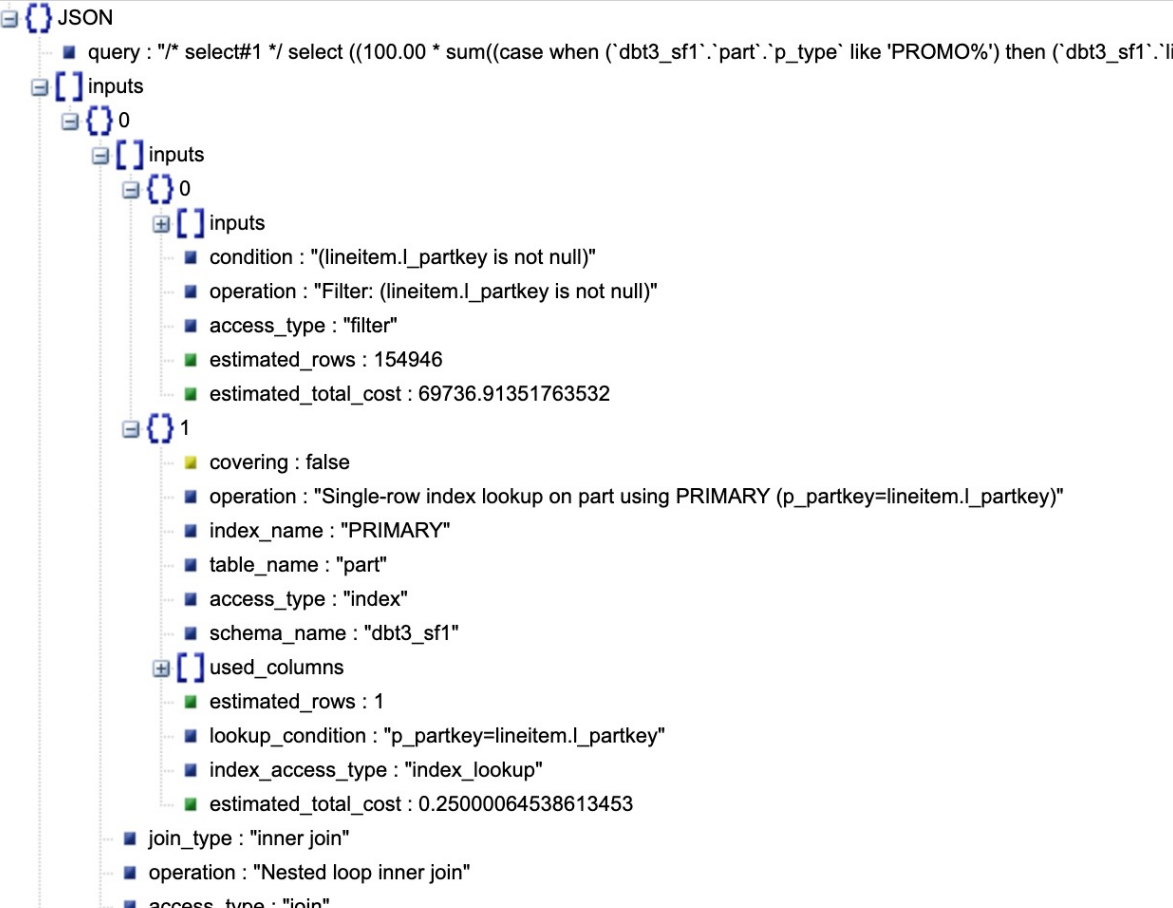 JSON
query : "/* select#1 */ select ((100.00 * sum((case when (`dbt3_sf1`.`part`.`p_type` like 'PROMO%') then (`dbt3_sf1`.`li
inputs
0
inputs
0
inputs
condition : "(lineitem.l_partkey is not null)"
operation : "Filter: (lineitem.l_partkey is not null)"
access_type : "filter"
estimated_rows : 154946
estimated_total_cost : 69736.91351763532
1
covering : false
operation : "Single-row index lookup on part using PRIMARY (p_partkey=lineitem.l_partkey)"
index_name : "PRIMARY"
table_name : "part"
access_type : "index"
schema_name : "dbt3_sf1"
used_columns
estimated_rows : 1
lookup_condition : "p_partkey=lineitem.l_partkey"
index_access_type : "index_lookup"
estimated_total_cost : 0.25000064538613453
join_type : "inner join"
operation : "Nested loop inner join"
access_type : "join"